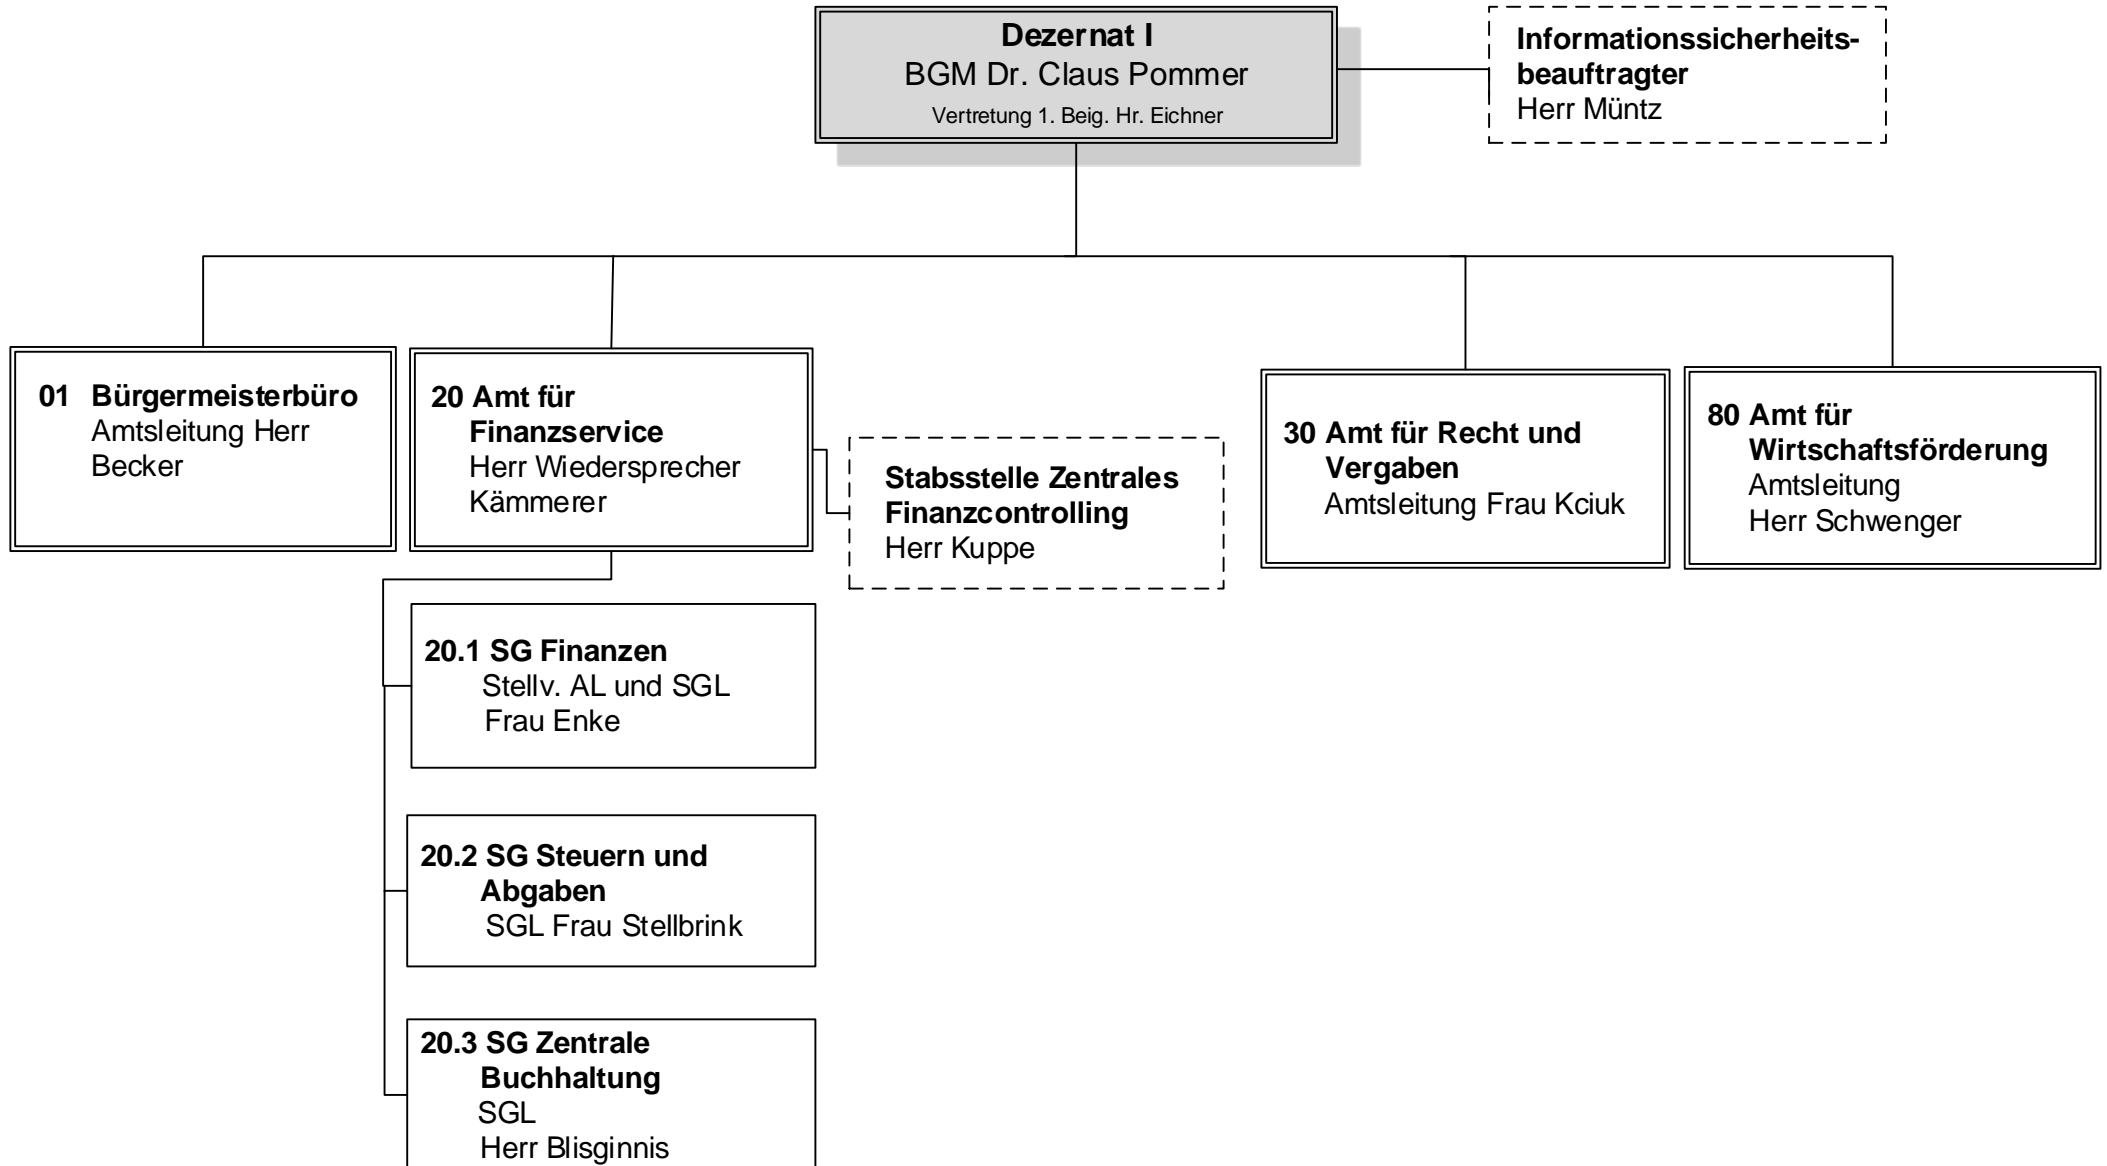 Dezernat I
BGM Dr. Claus Pommer
Vertretung 1. Beig. Hr. Eichner
Informationssicherheits-
beauftragter
Herr Müntz
01 Bürgermeisterbüro
Amtsleitung Herr
Becker
20 Amt für
Finanzservice
Herr Wiedersprecher
Kämmerer
Stabsstelle Zentrales
Finanzcontrolling
Herr Kuppe
30 Amt für Recht und
Vergaben
Amtsleitung Frau Kciuk
80 Amt für
Wirtschaftsförderung
Amtsleitung
Herr Schwenger
20.1 SG Finanzen
Stellv. AL und SGL
Frau Enke
20.2 SG Steuern und
Abgaben
SGL Frau Stellbrink
20.3 SG Zentrale
Buchhaltung
SGL
Herr Blisginnis